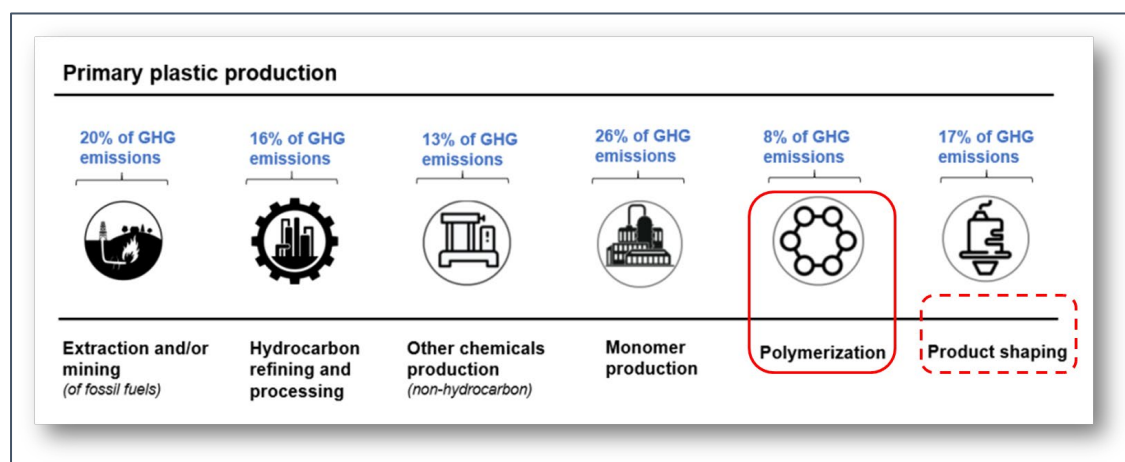 Primary plastic production
20% of GHG
emissions
16% of GHG
emissions
13% of GHG
emissions
26% of GHG
emissions
8% of GHG
emissions
17% of GHG
emissions
Extraction and/or
mining
(of fossil fuels)
Hydrocarbon
refining and
processing
Other chemicals
production
(non-hydrocarbon)
Monomer
production
Polymerization
Product shaping